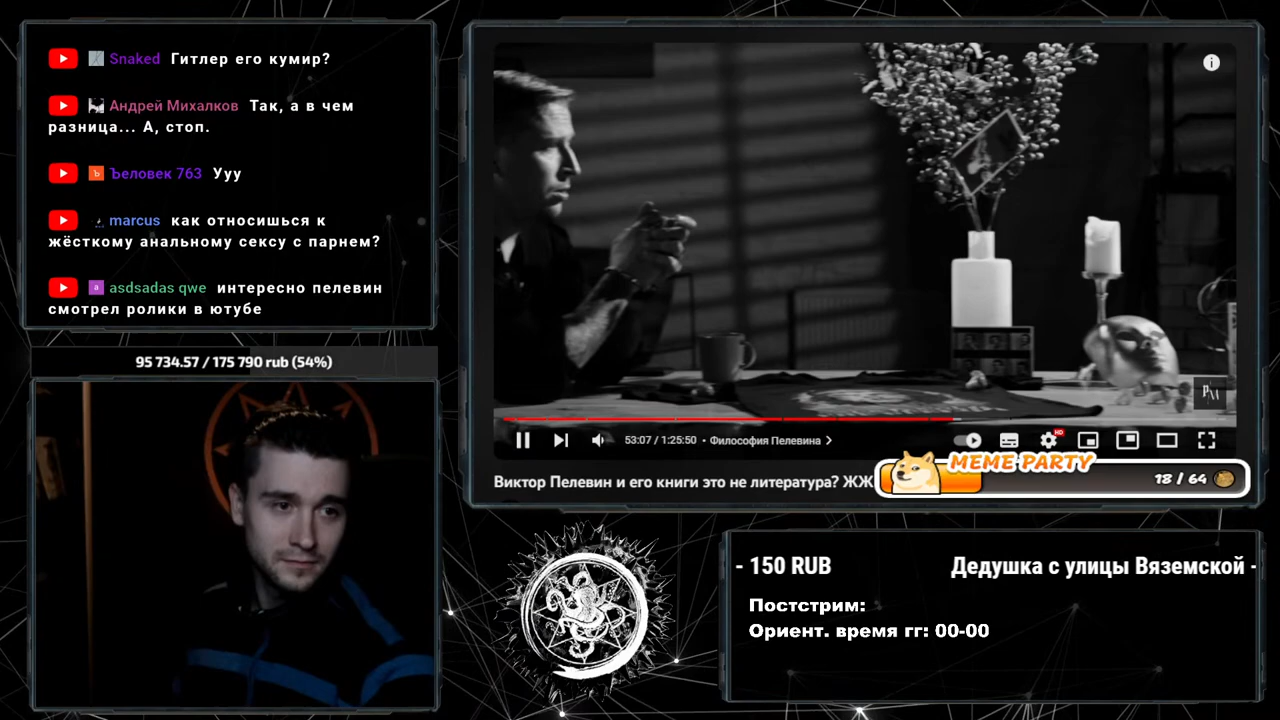 Snaked Гитлер его кумир?
Андрей Михалков Так, а в чем
разница... А, стоп.
Ъ Ъеловек 763 Ууу
marcus как относишься к
жёсткому анальному сексу с парнем?
a asdsadas qwe интересно пелевин
смотрел ролики в ютубе
95 734.57 / 175 790 rub (54%)
53:07 / 1:25:50 • Философия Пелевина
HD
Виктор Пелевин и его книги это не литература? ЖЖ
MEME PARTY
18 / 64
- 150 RUB
Дедушка с улицы Вяземской -
Постстрим:
Ориент. время гг: 00-00